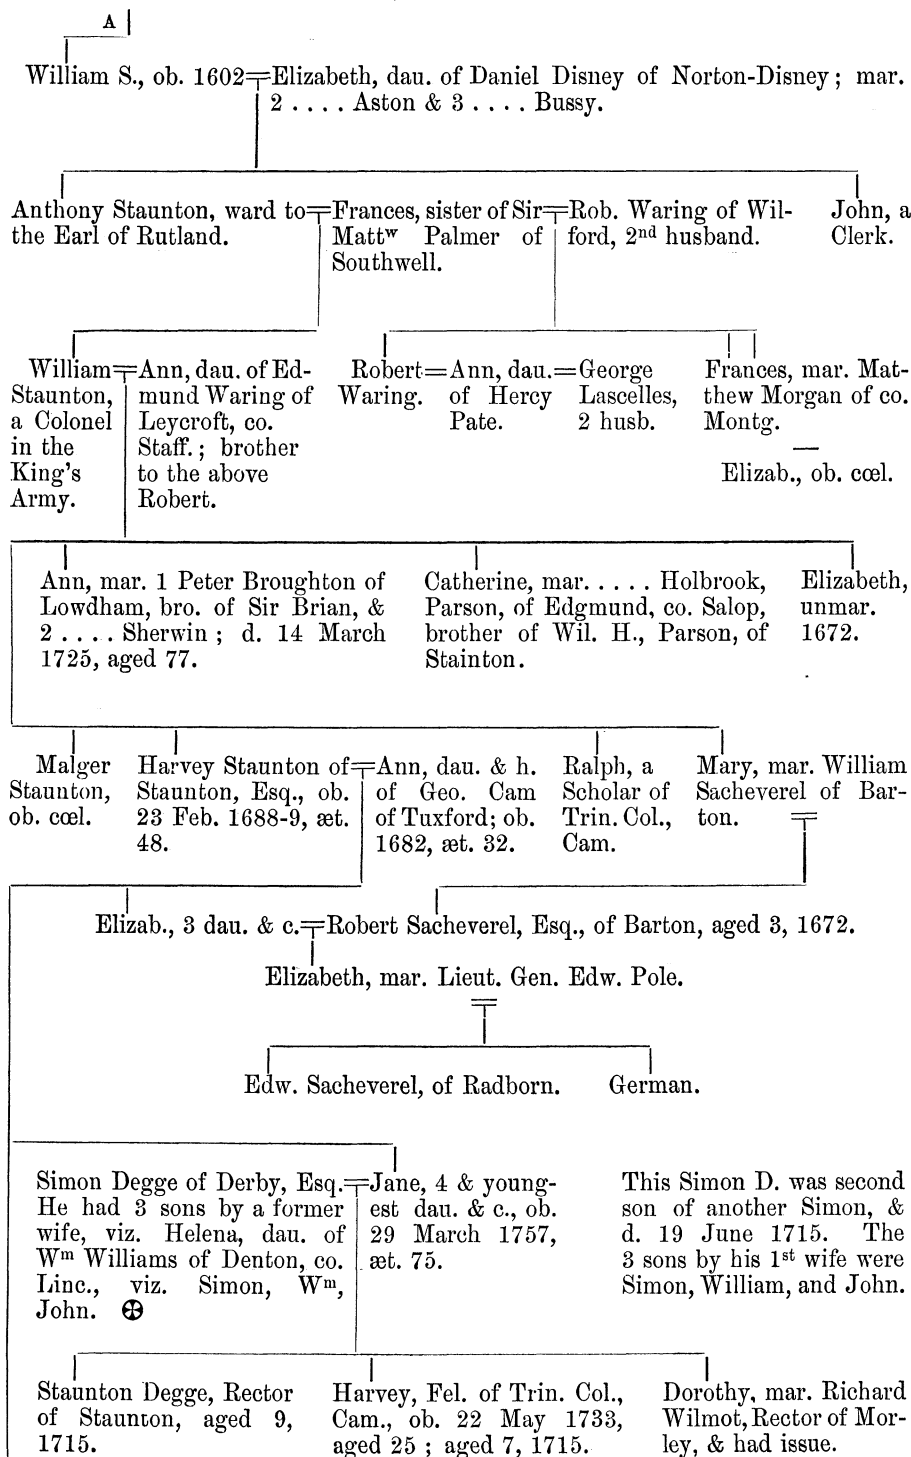 A
William S., ob. 1602=Elizabeth, dau. of Daniel Disney of Norton-Disney; mar.
2 . . . . Aston & 3 . . . . Bussy.
Anthony Staunton, ward to
the Earl of Rutland.
=Frances, sister of Sir
Mattʷ Palmer of
Southwell.
=Rob. Waring of Wil-
ford, 2ⁿᵈ husband.
John, a
Clerk.
William
Staunton,
a Colonel
in the
King's
Army.
=Ann, dau. of Ed-
mund Waring of
Leycroft, co.
Staff.; brother
to the above
Robert.
Robert
Waring.
=Ann, dau.
of Hercy
Pate.
=George
Lascelles,
2 husb.
Frances, mar. Mat-
thew Morgan of co.
Montg.
—
Elizab., ob. cœl.
Ann, mar. 1 Peter Broughton of
Lowdham, bro. of Sir Brian, &
2 . . . . Sherwin; d. 14 March
1725, aged 77.
Catherine, mar. . . . . Holbrook,
Parson, of Edgmund, co. Salop,
brother of Wil. H., Parson, of
Stainton.
Elizabeth,
unmar.
1672.
Malger
Staunton,
ob. cœl.
Harvey Staunton of
Staunton, Esq., ob.
23 Feb. 1688-9, æt.
48.
=Ann, dau. & h.
of Geo. Cam
of Tuxford; ob.
1682, æt. 32.
Ralph, a
Scholar of
Trin. Col.,
Cam.
Mary, mar. William
Sacheverel of Bar-
ton.
Elizab., 3 dau. & c.=Robert Sacheverel, Esq., of Barton, aged 3, 1672.
Elizabeth, mar. Lieut. Gen. Edw. Pole.
Edw. Sacheverel, of Radborn. German.
Simon Degge of Derby, Esq.
He had 3 sons by a former
wife, viz. Helena, dau. of
Wᵐ Williams of Denton, co.
Linc., viz. Simon, Wᵐ,
John. ⊕
=Jane, 4 & young-
est dau. & c., ob.
29 March 1757,
æt. 75.
This Simon D. was second
son of another Simon, &
d. 19 June 1715. The
3 sons by his 1ˢᵗ wife were
Simon, William, and John.
Staunton Degge, Rector
of Staunton, aged 9,
1715.
Harvey, Fel. of Trin. Col.,
Cam., ob. 22 May 1733,
aged 25; aged 7, 1715.
Dorothy, mar. Richard
Wilmot, Rector of Mor-
ley, & had issue.